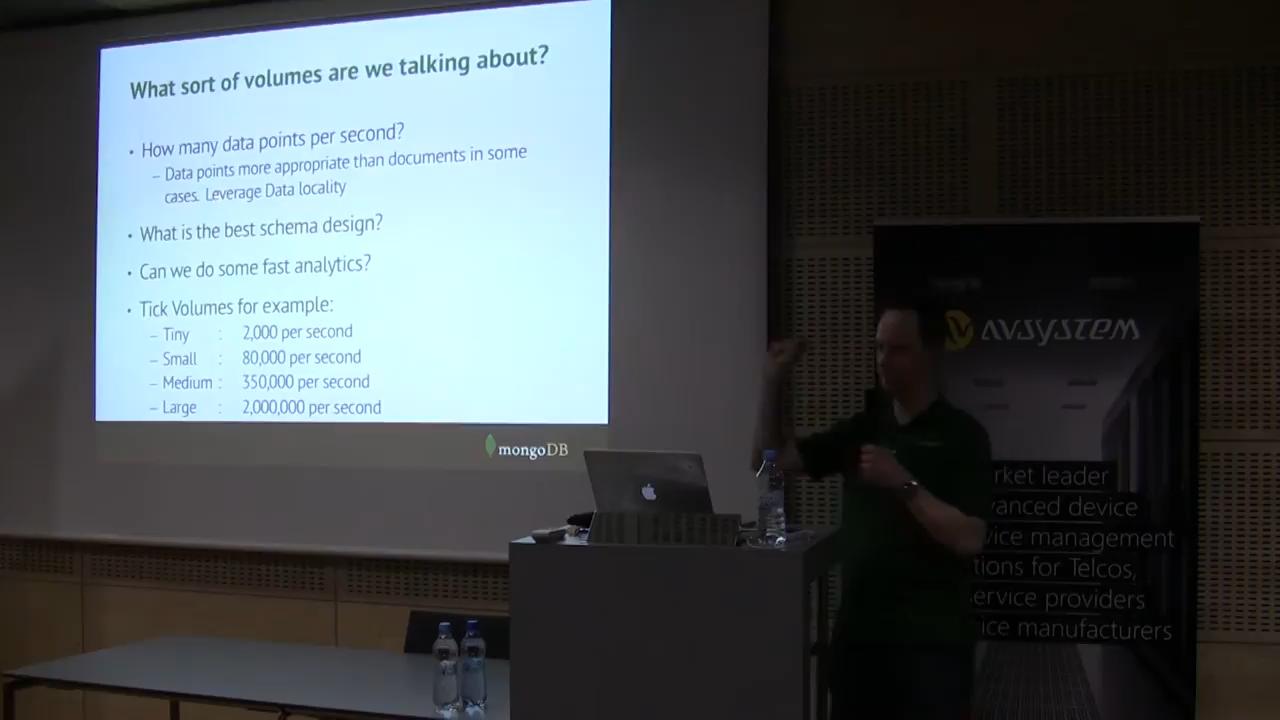 What sort of volumes are we talking about?
• How many data points per second?
– Data points more appropriate than documents in some
cases. Leverage Data locality
• What is the best schema design?
• Can we do some fast analytics?
• Tick Volumes for example:
– Tiny : 2,000 per second
– Small : 80,000 per second
– Medium : 350,000 per second
– Large : 2,000,000 per second
mongoDB
AVSYSTEM
rket leader
vanced device
vice management
tions for Telcos,
service providers
ice manufacturers